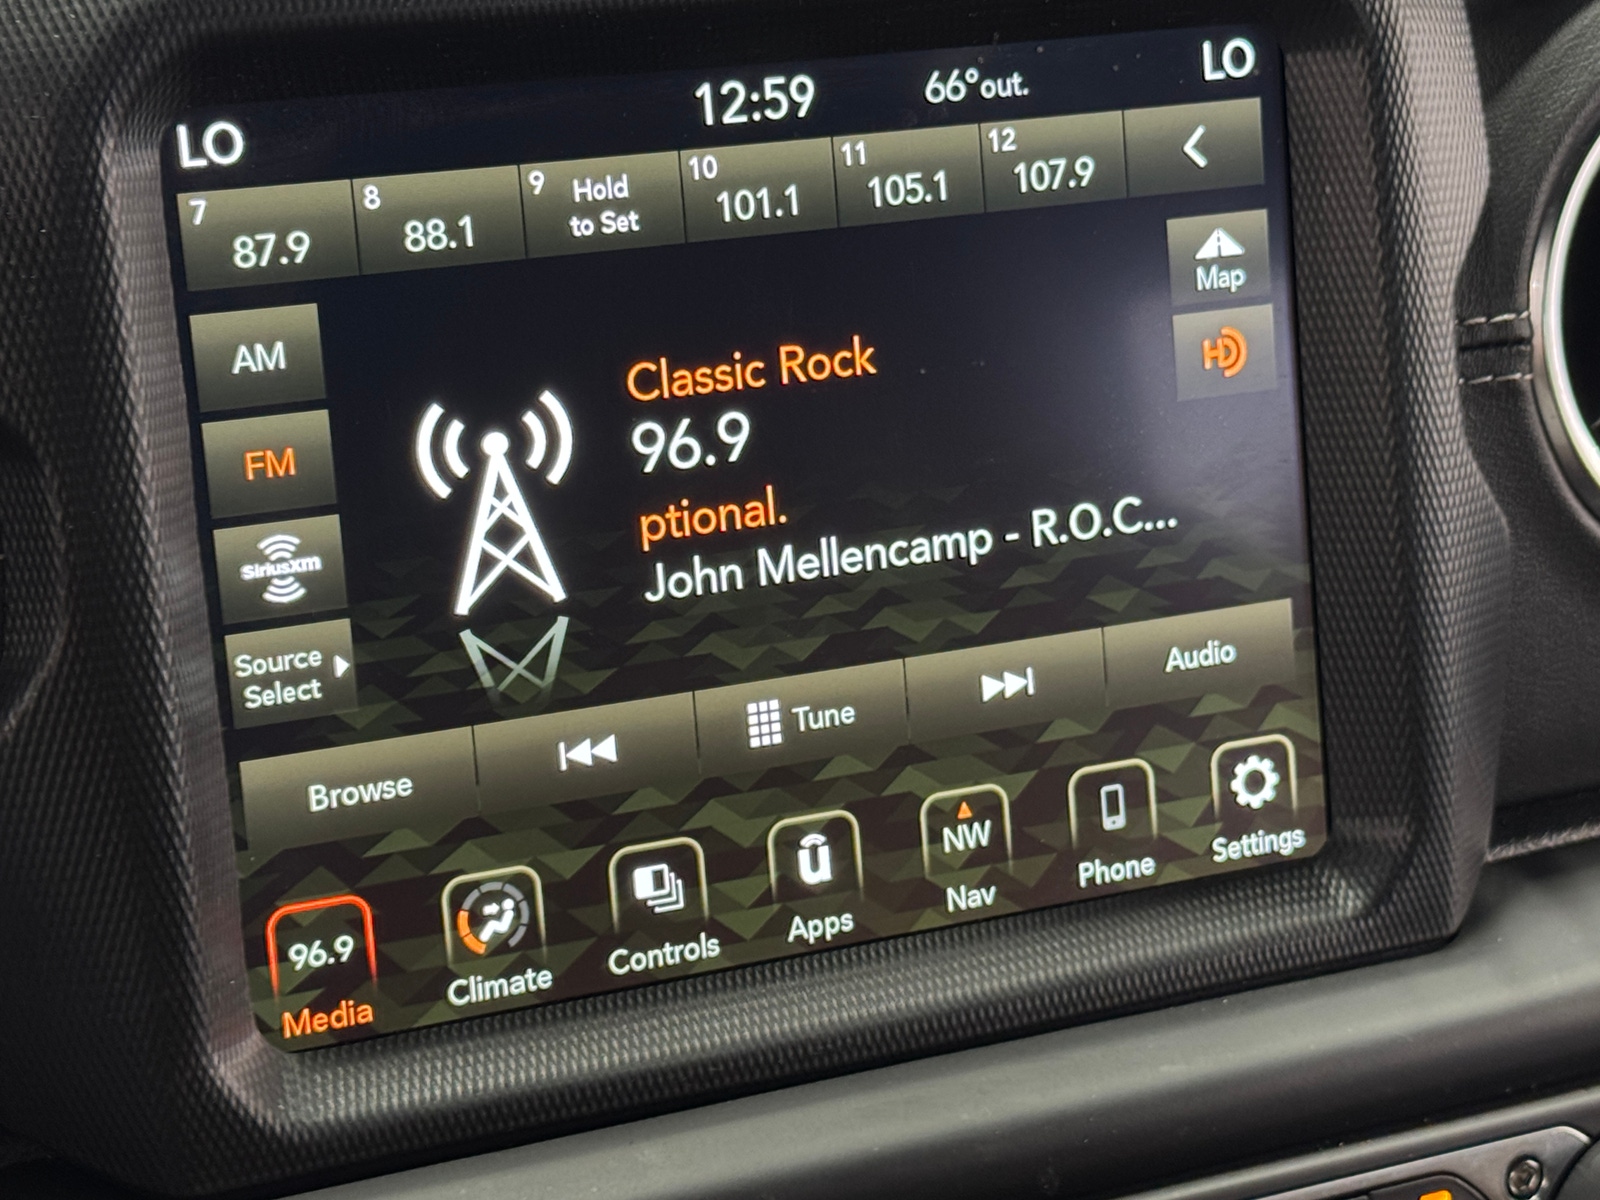 LO 12:59 66°out. LO
7 87.9
8 88.1
9 Hold
to Set
10 101.1
11 105.1
12 107.9
Map
HD
AM
FM
SiriusXM
Source
Select
Classic Rock
96.9
ptional.
John Mellencamp - R.O.C...
Browse
Tune
Audio
96.9
Media
Climate
Controls
Apps
NW
Nav
Phone
Settings